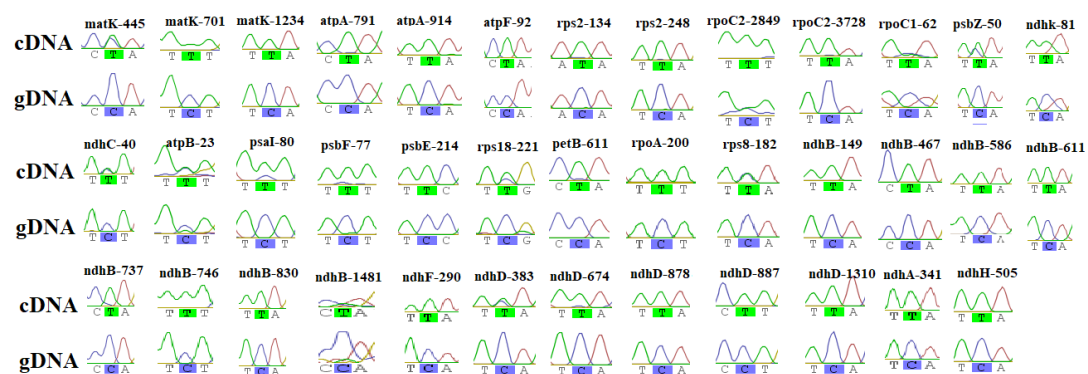 matK-445 matK-701 matK-1234 atpA-791 atpA-914 atpF-92 rps2-134 rps2-248 rpoC2-2849 rpoC2-3728 rpoC1-62 psbZ-50 ndhk-81
cDNA C T A T T T T T A C T A A T A C T A T A T T A T T T T T T T A T T A T T T T
gDNA C C A T C T T C A C C A A C A C C A A C A T C A T C T T C T C A C C A
ndhC-40 atpB-23 psaI-80 psbF-77 psbE-214 rps18-221 petB-611 rpoA-200 rps8-182 ndhB-149 ndhB-467 ndhB-586 ndhB-611
cDNA T T T T T T T T T T T T T T C T T G C T A T T T T T A T T A C T A T T A T T A
gDNA T C T T C T T C T T C T T C C T C G C C A T C T T C A T C A C C A T C A T C A
ndhB-737 ndhB-746 ndhB-830 ndhB-1481 ndhF-290 ndhD-383 ndhD-674 ndhD-878 ndhD-887 ndhD-1310 ndhA-341 ndhH-505
cDNA C T A T T T T T A C T A T T A T T A T T A T T A C T T T T A T T A T T A
gDNA C C A T C T T C A C C A T C A T C A T C A T C A C C T T C A T C A C A